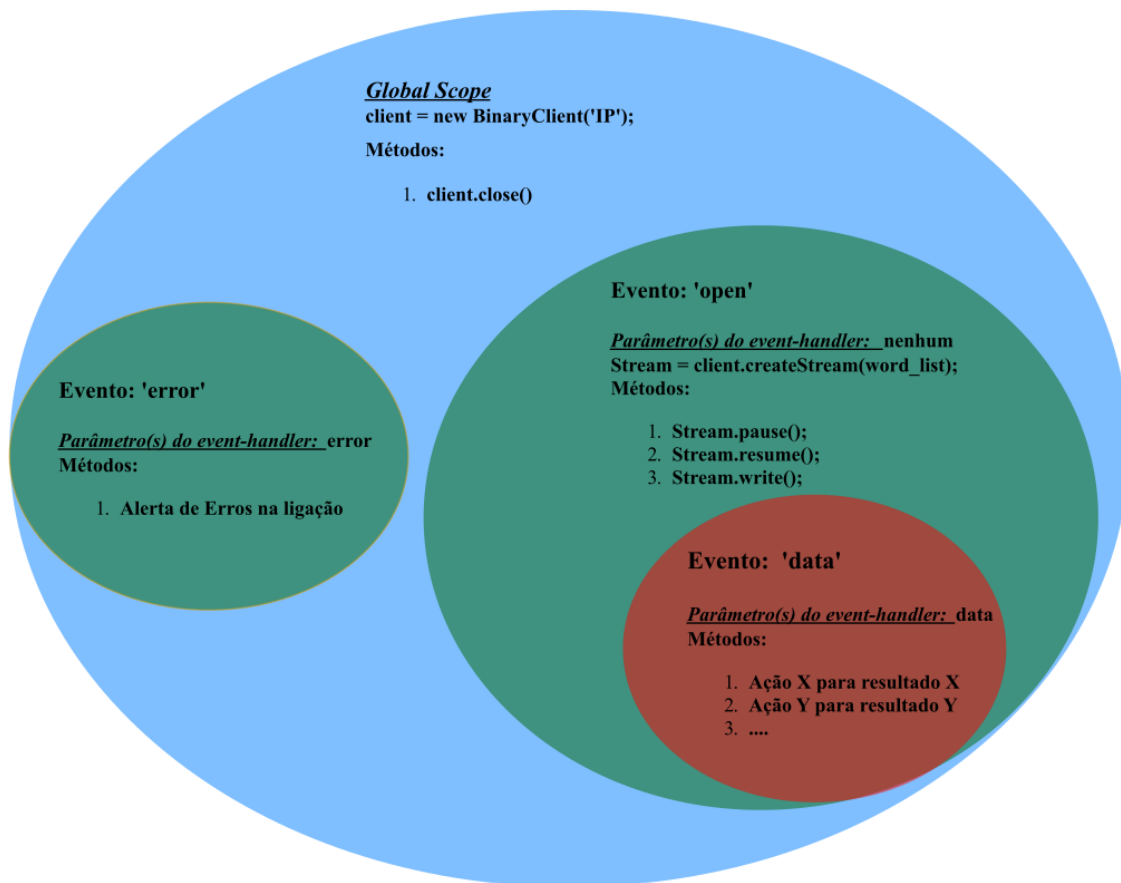 Global Scope
client = new BinaryClient('IP');
Métodos:
1. client.close()
Evento: 'error'
Parâmetro(s) do event-handler: error
Métodos:
1. Alerta de Erros na ligação
Evento: 'open'
Parâmetro(s) do event-handler: nenhum
Stream = client.createStream(word_list);
Métodos:
1. Stream.pause();
2. Stream.resume();
3. Stream.write();
Evento: 'data'
Parâmetro(s) do event-handler: data
Métodos:
1. Ação X para resultado X
2. Ação Y para resultado Y
3. ....